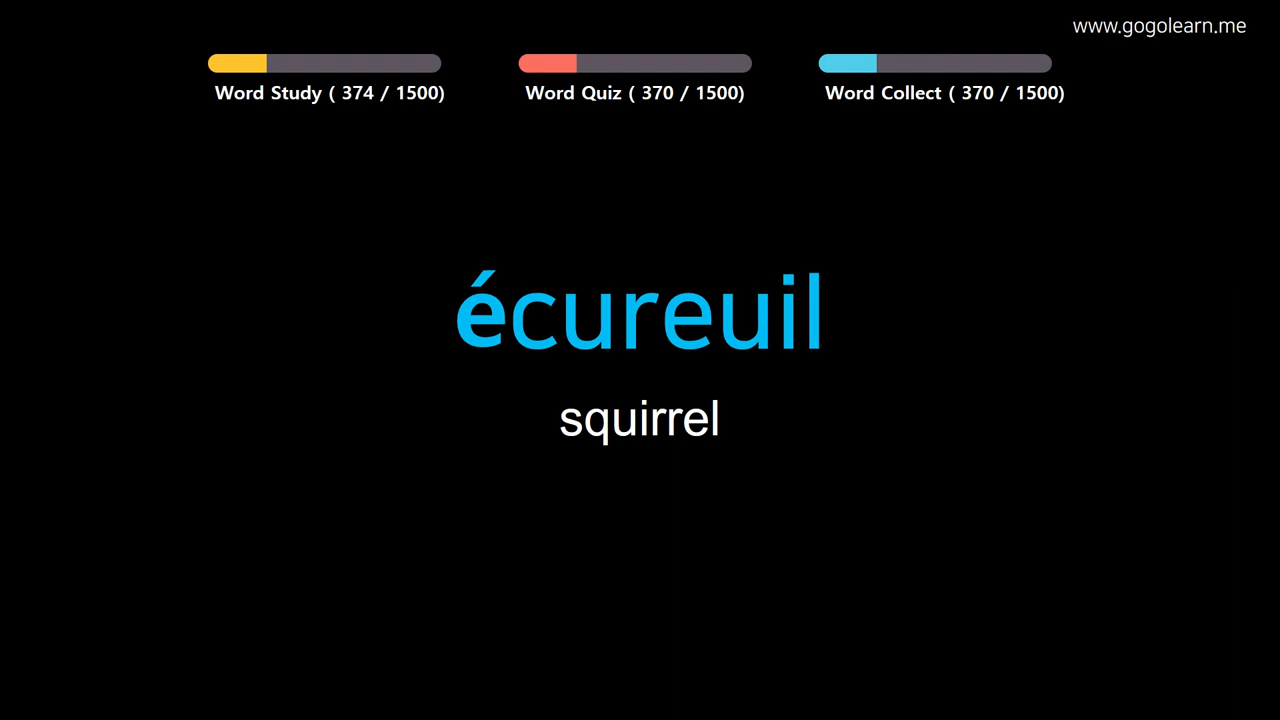 www.gogolearn.me
Word Study ( 374 / 1500)
Word Quiz ( 370 / 1500)
Word Collect ( 370 / 1500)
écureuil
squirrel